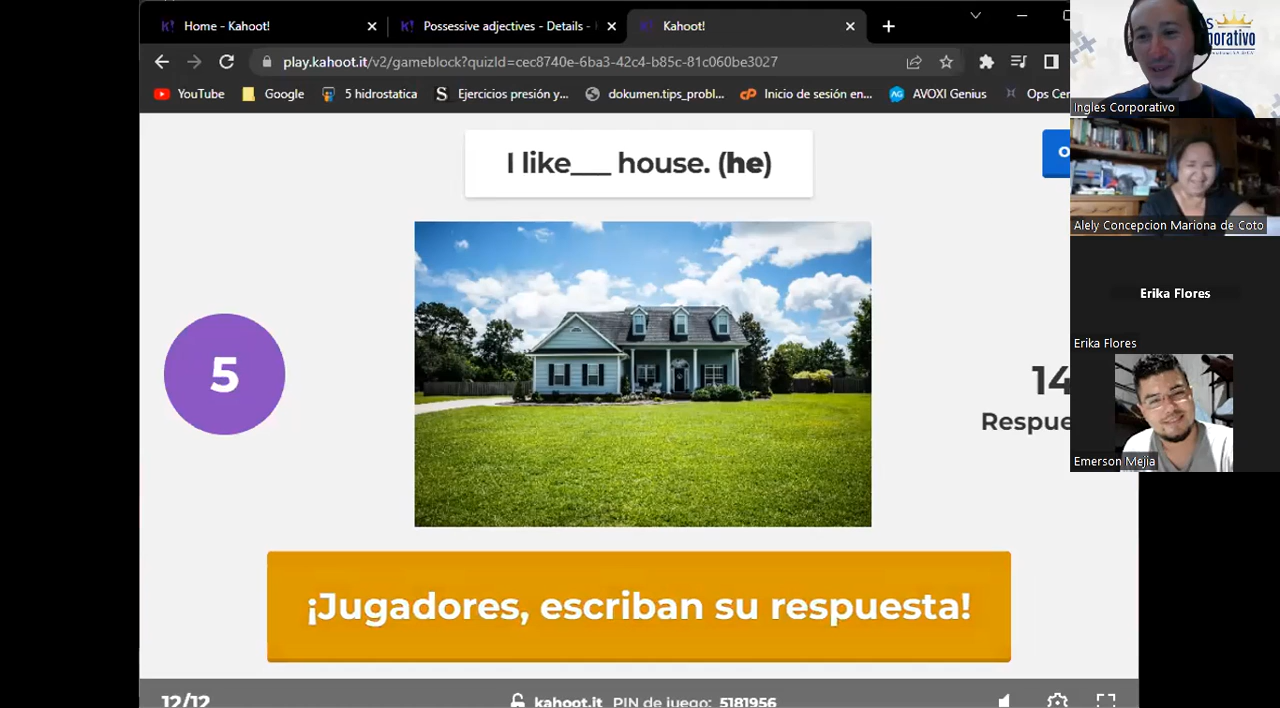 Home - Kahoot!
Possessive adjectives - Details -
Kahoot!
play.kahoot.it/v2/gameblock?quizId=cec8740e-6ba3-42c4-b85c-81c060be3027
YouTube
Google
5 hidrostatica
Ejercicios presión y...
dokumen.tips_probl...
Inicio de sesión en...
AVOXI Genius
Ops Cer
I like___ house. (he)
5
14
Respue
¡Jugadores, escriban su respuesta!
12/12
kahoot.it PIN de juego: 5181956
Ingles Corporativo
Alely Concepcion Mariona de Coto
Erika Flores
Erika Flores
Emerson Mejia